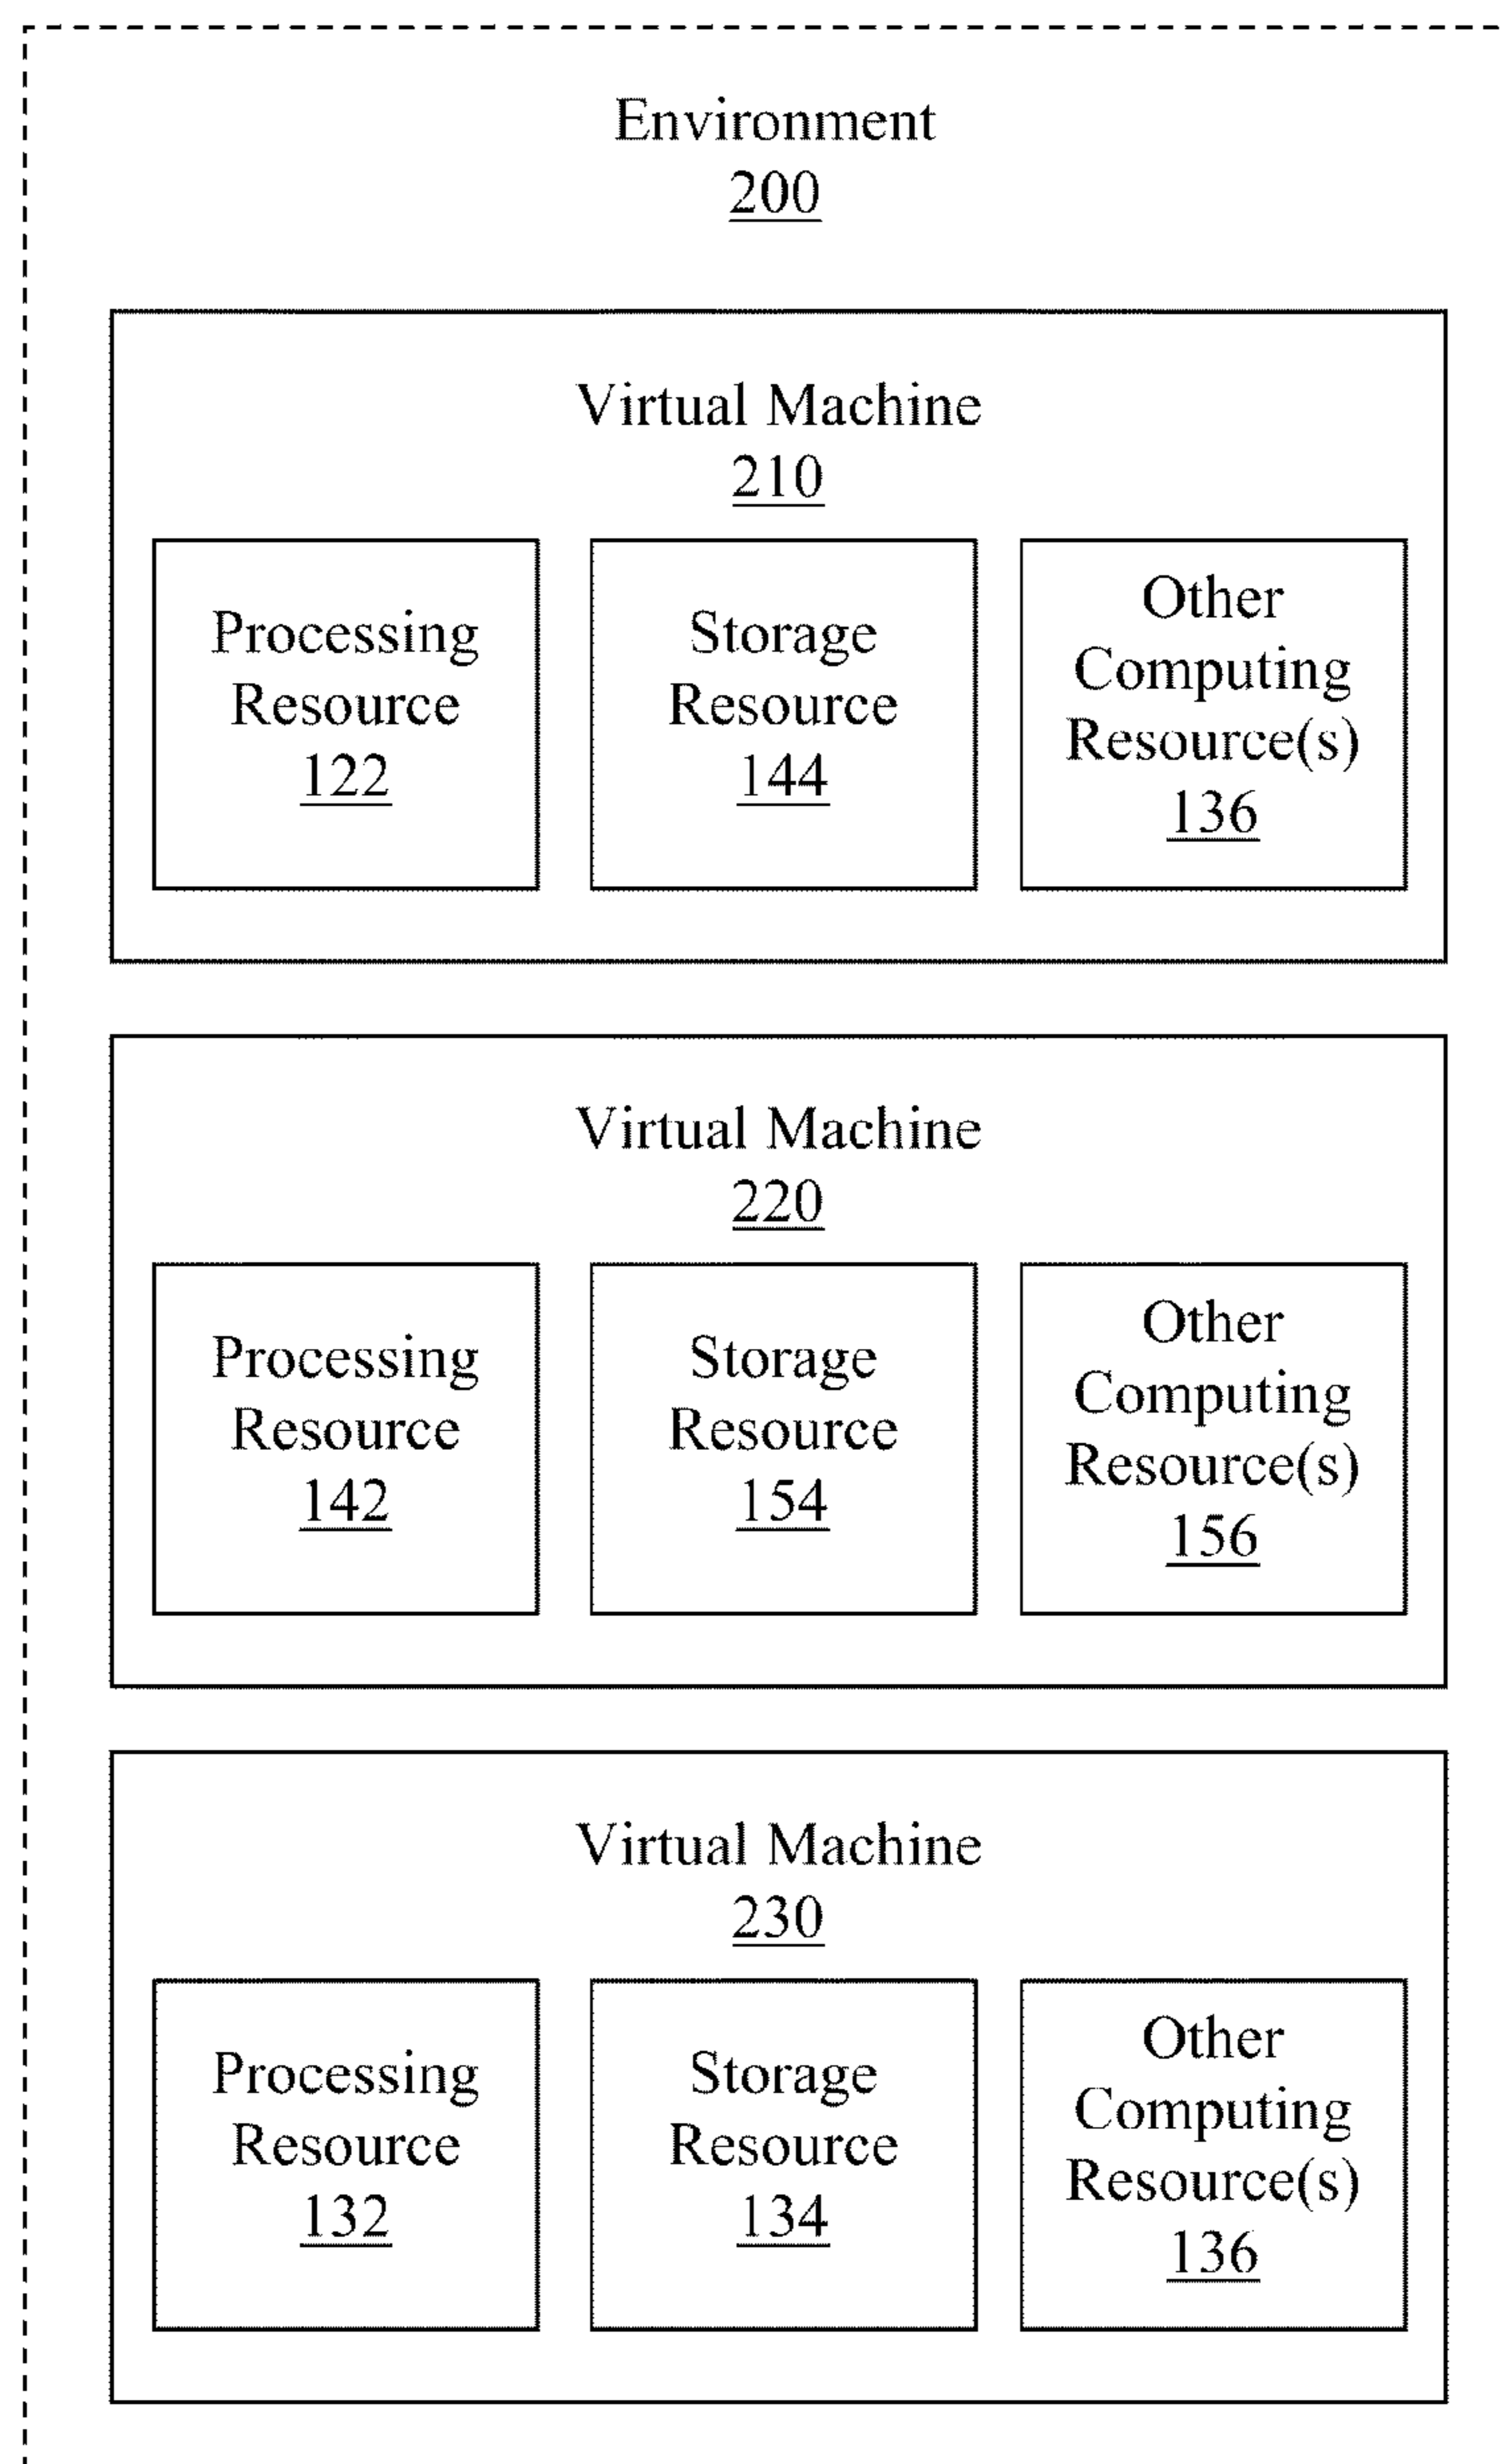 Environment
200
Virtual Machine
210
Processing
Resource
122
Storage
Resource
144
Other
Computing
Resource(s)
136
Virtual Machine
220
Processing
Resource
142
Storage
Resource
154
Other
Computing
Resource(s)
156
Virtual Machine
230
Processing
Resource
132
Storage
Resource
134
Other
Computing
Resource(s)
136